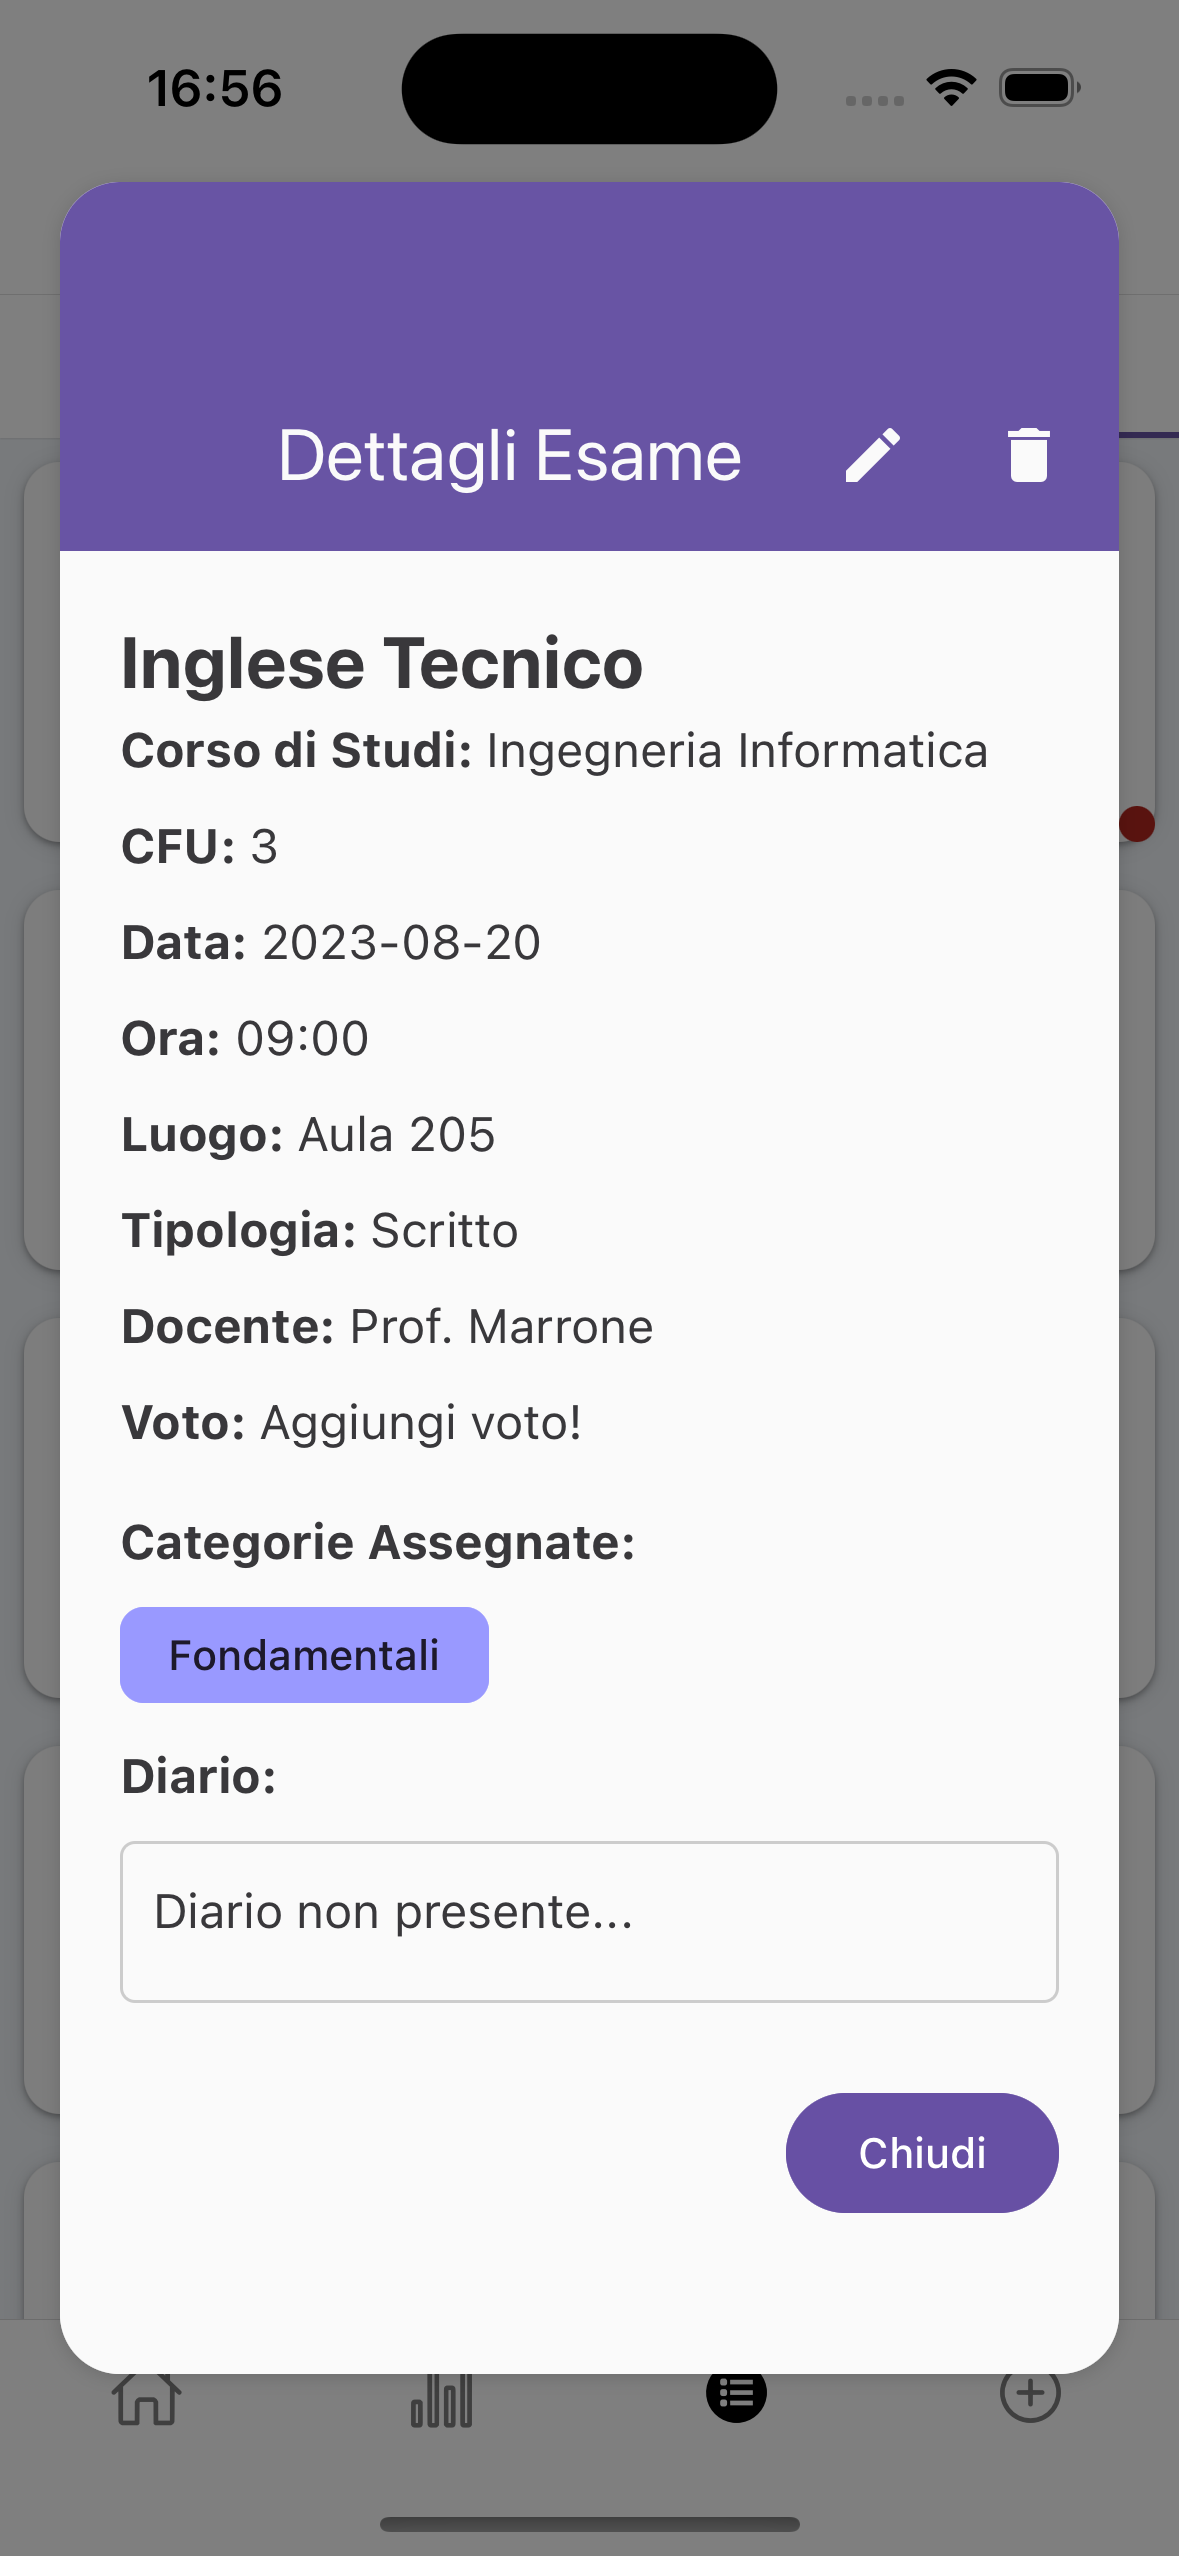 16:56
Dettagli Esame
Inglese Tecnico
Corso di Studi: Ingegneria Informatica
CFU: 3
Data: 2023-08-20
Ora: 09:00
Luogo: Aula 205
Tipologia: Scritto
Docente: Prof. Marrone
Voto: Aggiungi voto!
Categorie Assegnate:
Fondamentali
Diario:
Diario non presente...
Chiudi